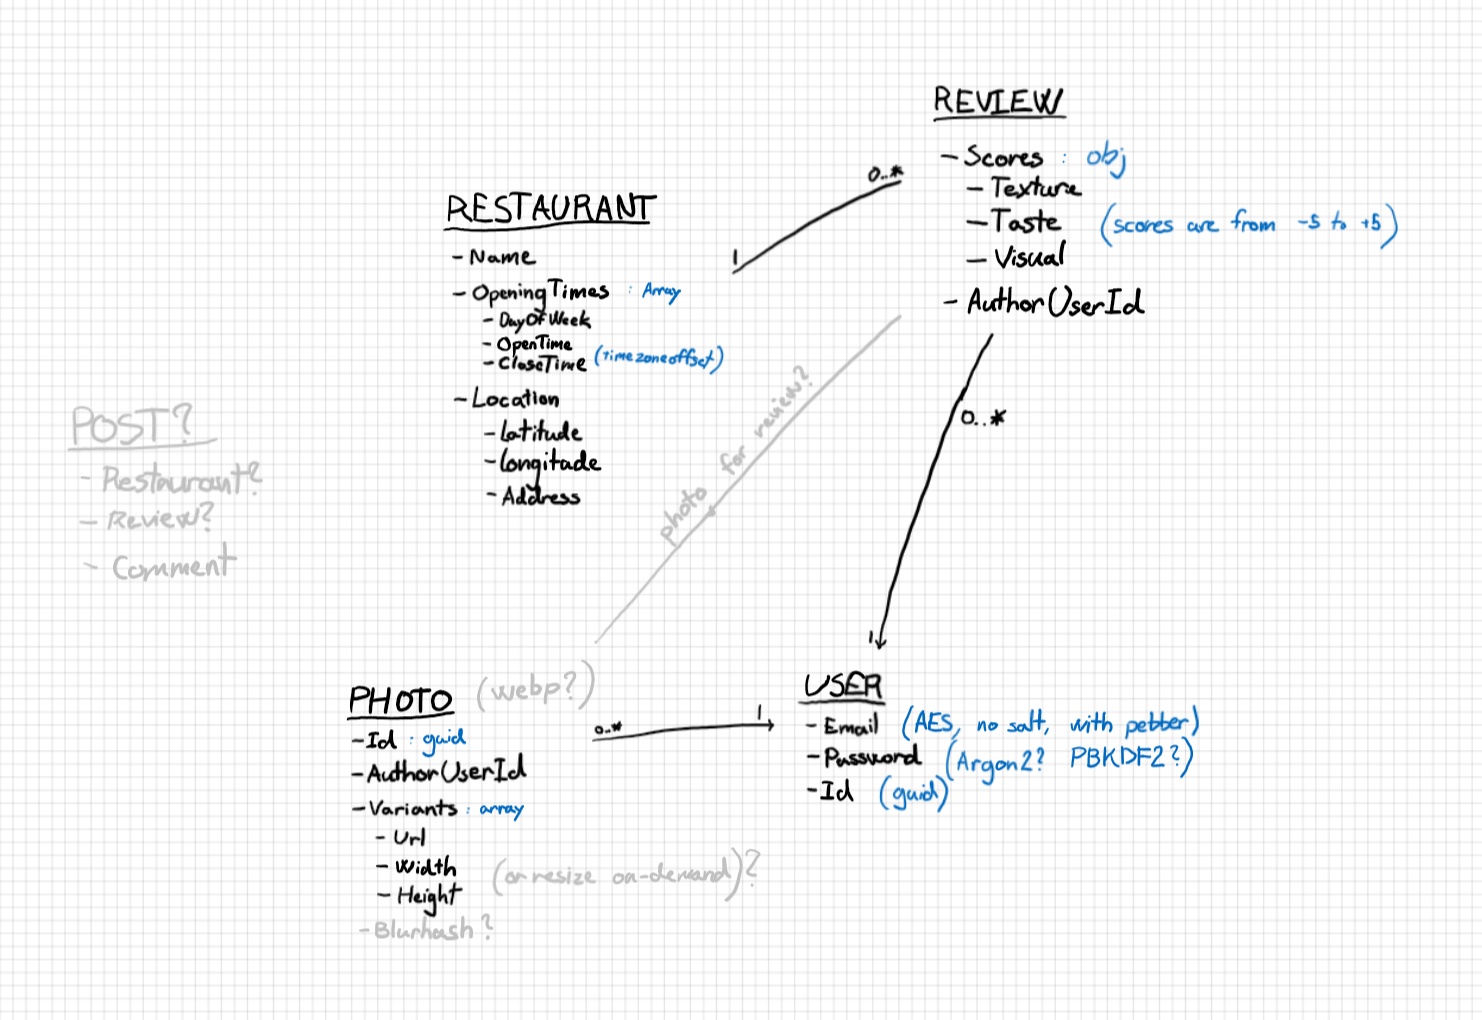 REVIEW
- Scores : obj
- Texture
- Taste (scores are from -5 to +5)
- Visual
- AuthorUserId
0..*
1
RESTAURANT
- Name
- OpeningTimes : Array
- DayOfWeek
- OpenTime
- CloseTime (timezoneoffset)
- Location
- Latitude
- Longitude
- Address
POST?
- Restaurant?
- Review?
- Comment
photo for review?
0..*
1
PHOTO (webp?)
- Id : guid
- AuthorUserId
- Variants : array
- Url
- Width
- Height
(or resize on-demand)?
- Blurhash?
0..*
1
USER
- Email (AES, no salt, with pebber)
- Password (Argon2? PBKDF2?)
- Id (guid)